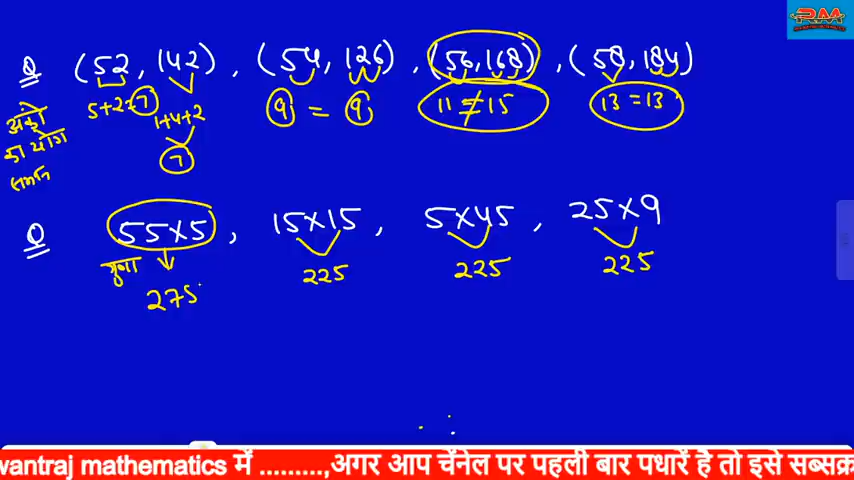 RM
Q (52, 142), (54, 126), (56, 168), (58, 184)
5+2=7 9 = 9 11 ≠ 15 13 = 13
1+4+2
7
अंको
का योग
समान
Q 55×5, 15×15, 5×45, 25×9
गुणा 225 225 225
275
wantraj mathematics में .........,अगर आप चेंनेल पर पहली बार पधारें है तो इसे सब्सक्र